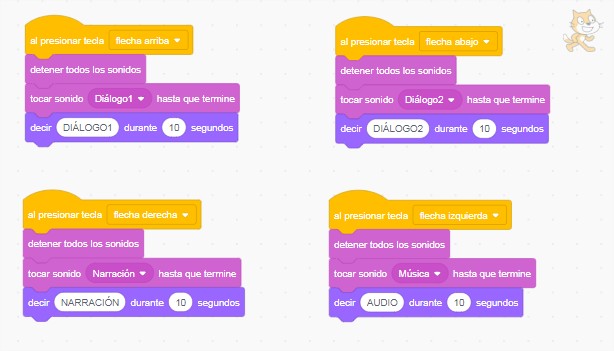 al presionar tecla flecha arriba
detener todos los sonidos
tocar sonido Diálogo1 hasta que termine
decir DIÁLOGO1 durante 10 segundos
al presionar tecla flecha abajo
detener todos los sonidos
tocar sonido Diálogo2 hasta que termine
decir DIÁLOGO2 durante 10 segundos
al presionar tecla flecha derecha
detener todos los sonidos
tocar sonido Narración hasta que termine
decir NARRACIÓN durante 10 segundos
al presionar tecla flecha izquierda
detener todos los sonidos
tocar sonido Música hasta que termine
decir AUDIO durante 10 segundos